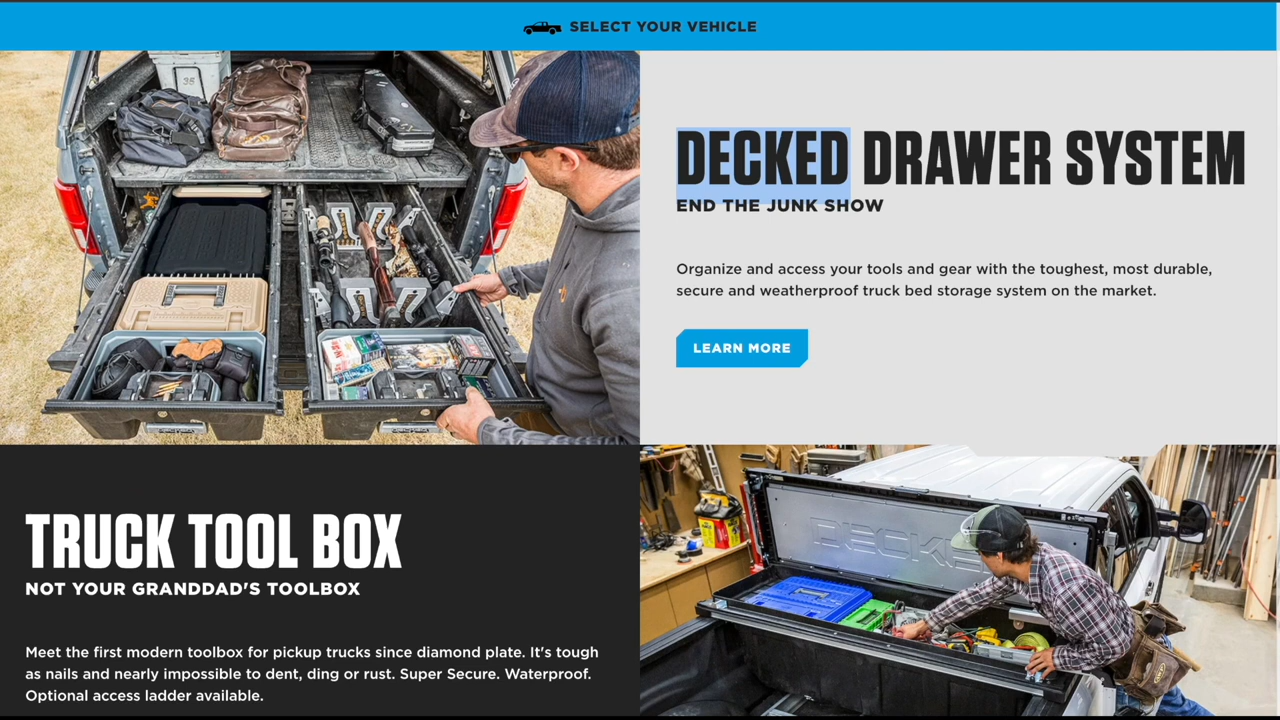 SELECT YOUR VEHICLE
35
DECKED DRAWER SYSTEM
END THE JUNK SHOW
Organize and access your tools and gear with the toughest, most durable,
secure and weatherproof truck bed storage system on the market.
LEARN MORE
TRUCK TOOL BOX
NOT YOUR GRANDDAD'S TOOLBOX
Meet the first modern toolbox for pickup trucks since diamond plate. It's tough
as nails and nearly impossible to dent, ding or rust. Super Secure. Waterproof.
Optional access ladder available.
DECKE